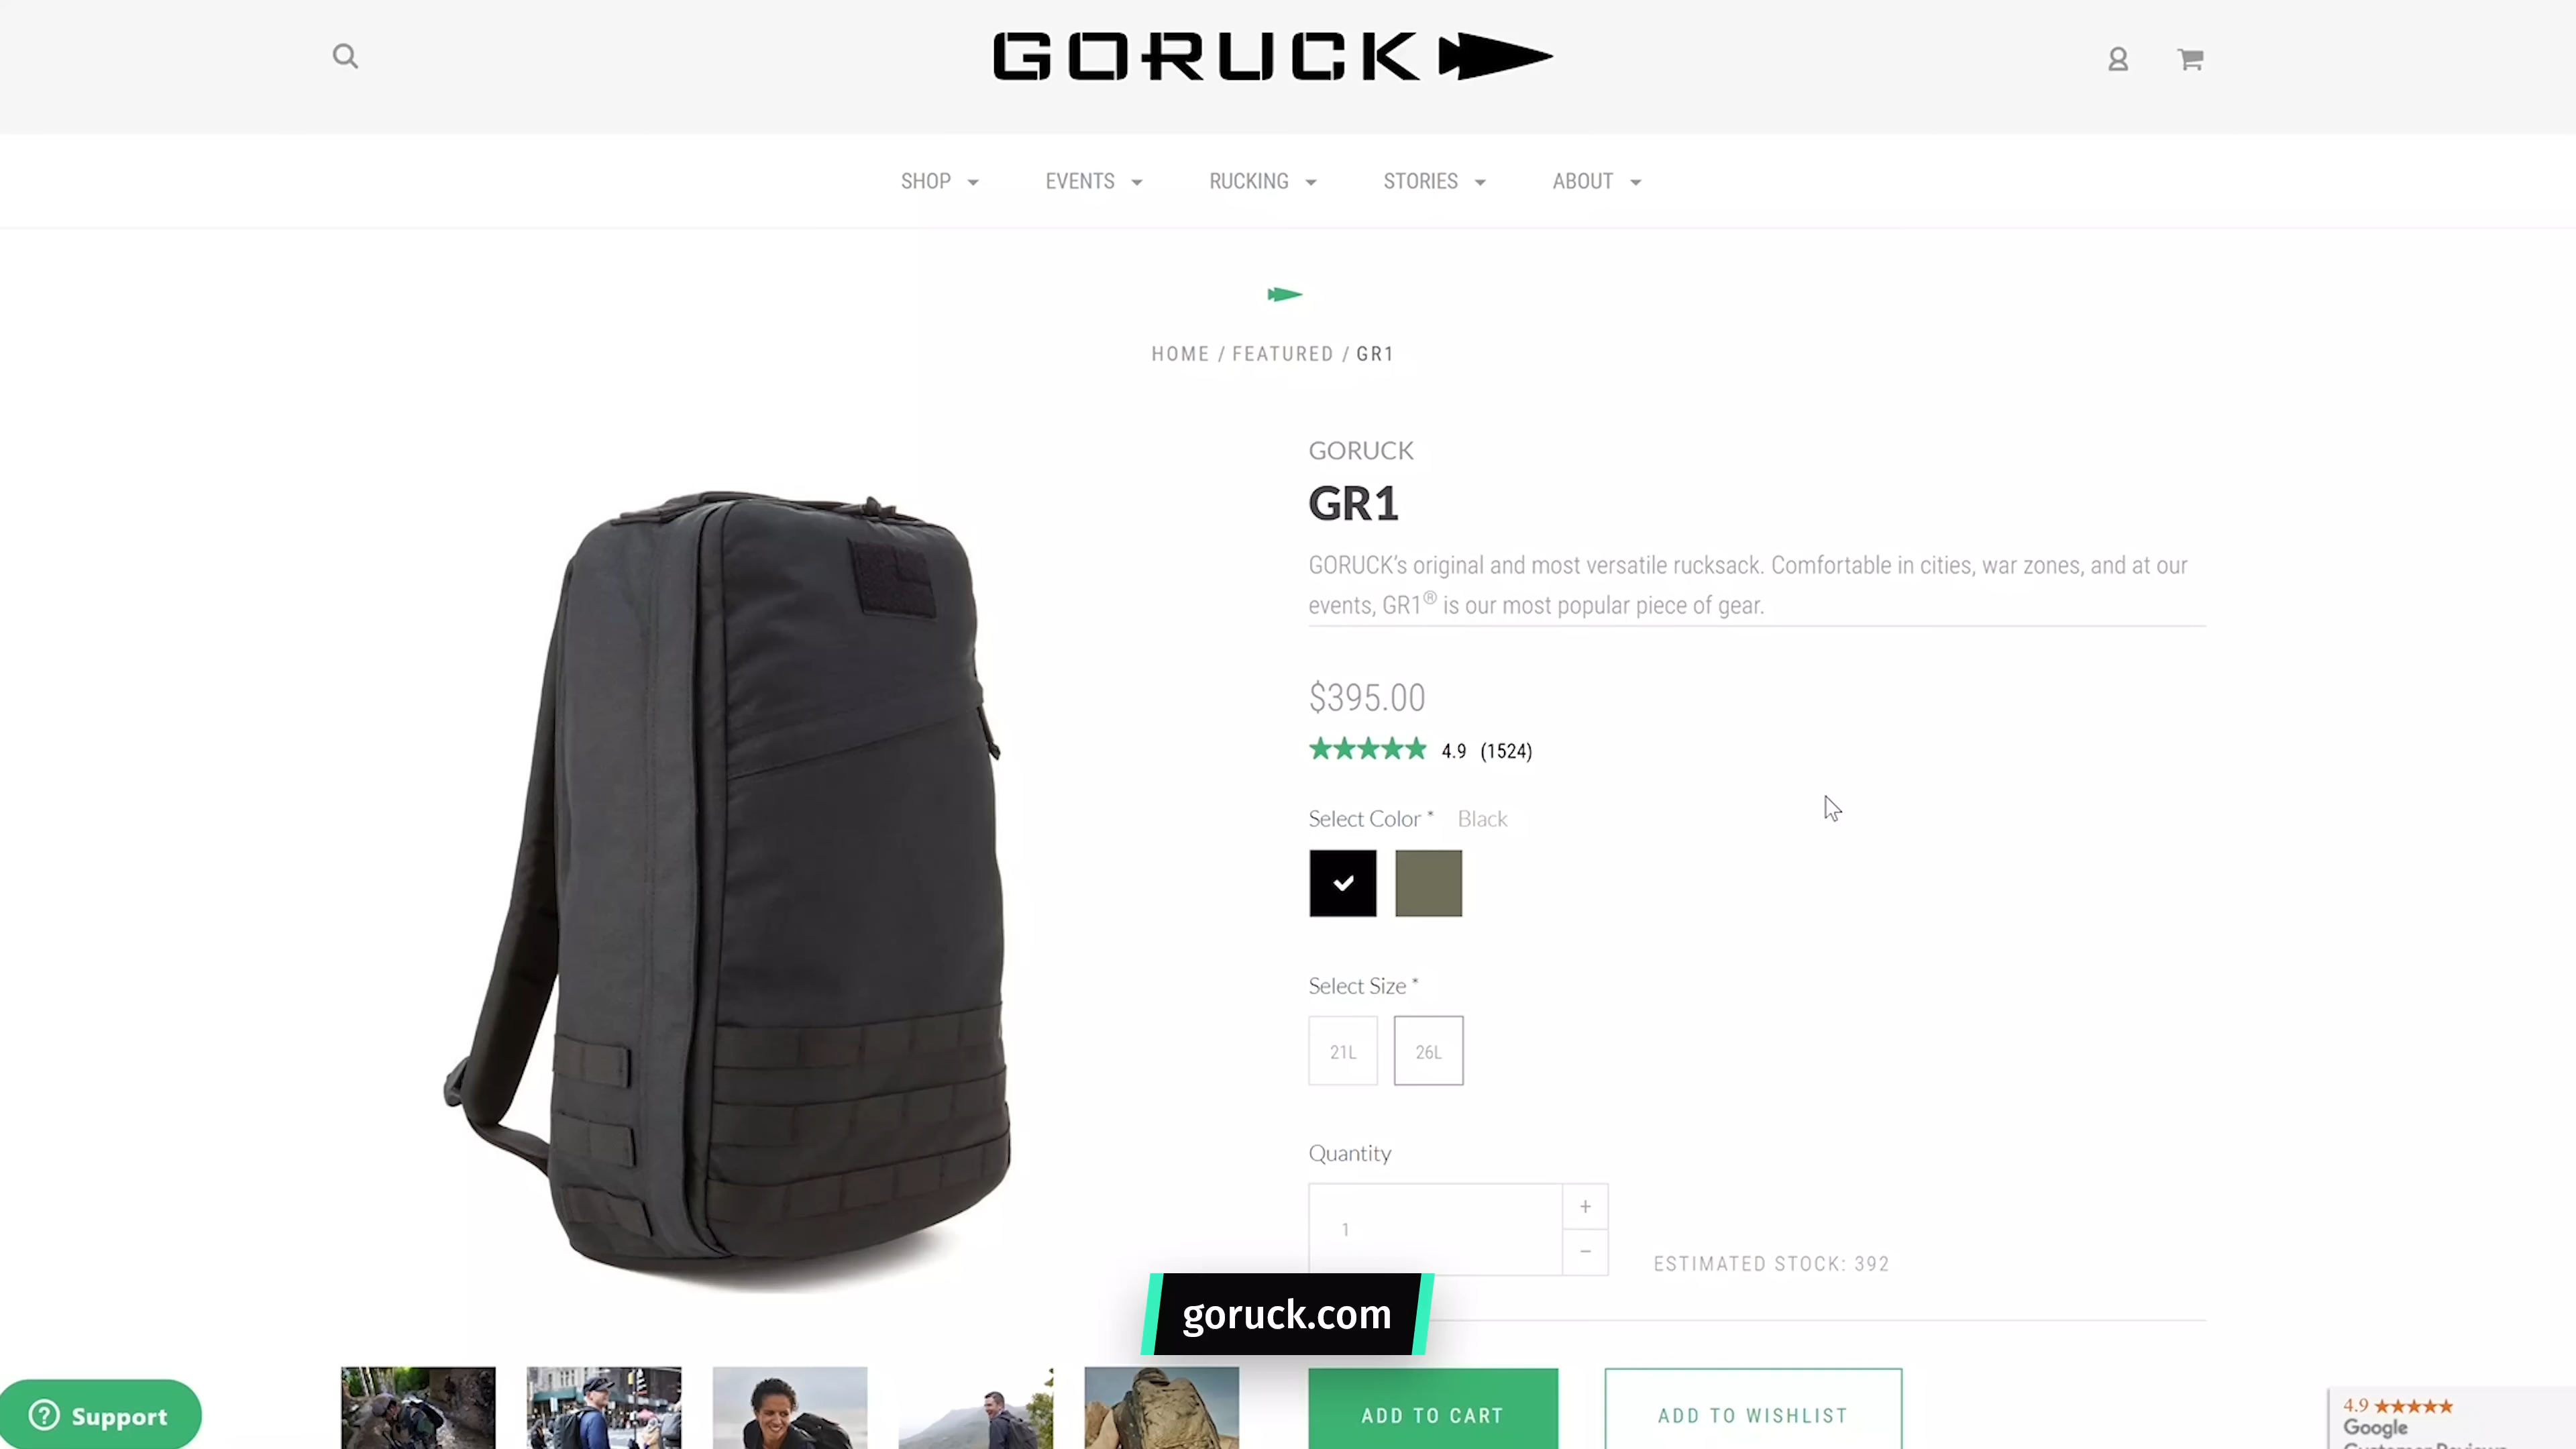 GORUCK
SHOP EVENTS RUCKING STORIES ABOUT
HOME / FEATURED / GR1
GORUCK
GR1
GORUCK's original and most versatile rucksack. Comfortable in cities, war zones, and at our
events, GR1® is our most popular piece of gear.
$395.00
4.9 (1524)
Select Color * Black
Select Size *
21L 26L
Quantity
1 + −
ESTIMATED STOCK: 392
goruck.com
ADD TO CART ADD TO WISHLIST
Support
4.9
Google